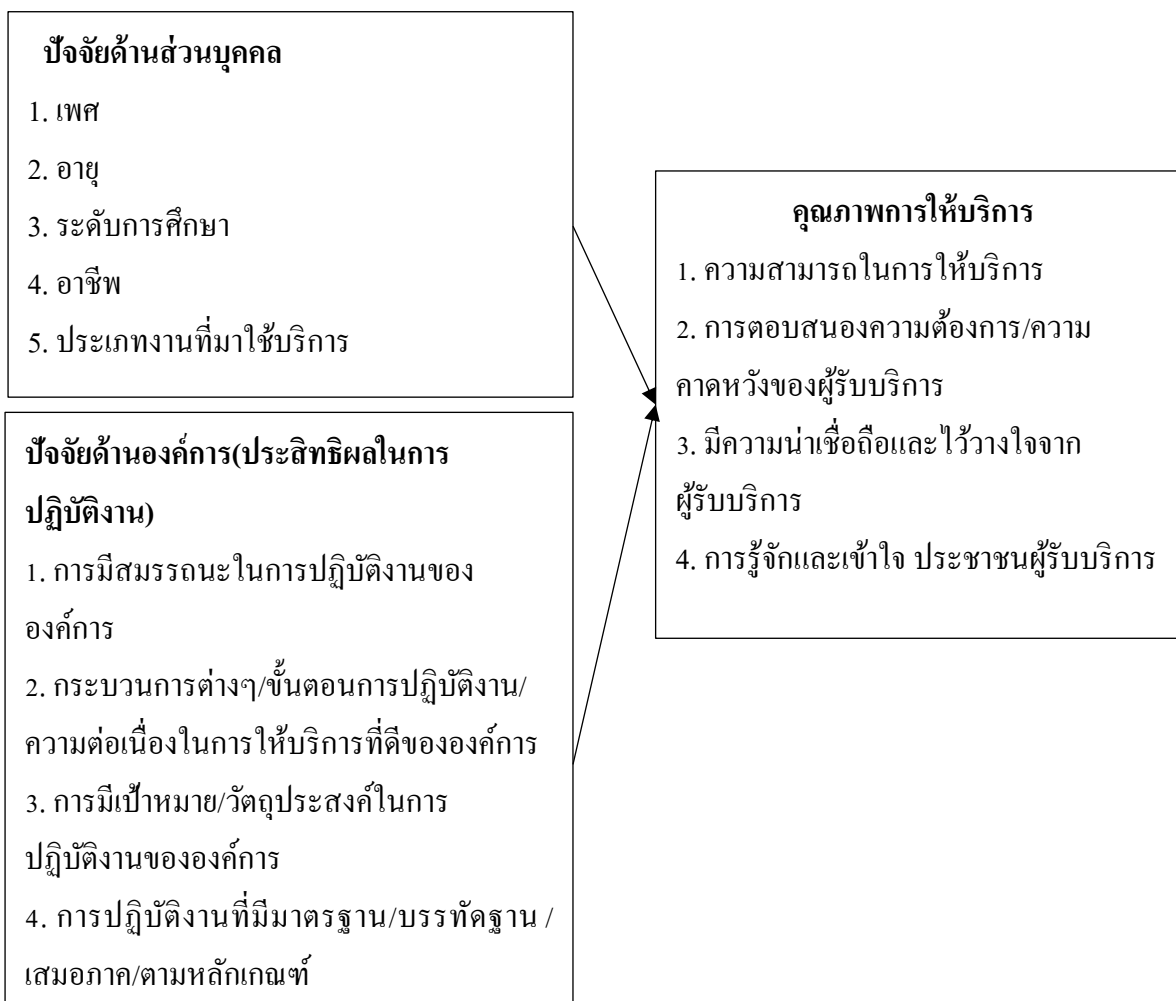 ปัจจัยด้านส่วนบุคคล
1. เพศ
2. อายุ
3. ระดับการศึกษา
4. อาชีพ
5. ประเภทงานที่มาใช้บริการ
ปัจจัยด้านองค์การ(ประสิทธิผลในการ
ปฏิบัติงาน)
1. การมีสมรรถนะในการปฏิบัติงานของ
องค์การ
2. กระบวนการต่างๆ/ขั้นตอนการปฏิบัติงาน/
ความต่อเนื่องในการให้บริการที่ดีขององค์การ
3. การมีเป้าหมาย/วัตถุประสงค์ในการ
ปฏิบัติงานขององค์การ
4. การปฏิบัติงานที่มีมาตรฐาน/บรรทัดฐาน /
เสมอภาค/ตามหลักเกณฑ์
คุณภาพการให้บริการ
1. ความสามารถในการให้บริการ
2. การตอบสนองความต้องการ/ความ
คาดหวังของผู้รับบริการ
3. มีความน่าเชื่อถือและไว้วางใจจาก
ผู้รับบริการ
4. การรู้จักและเข้าใจ ประชาชนผู้รับบริการ